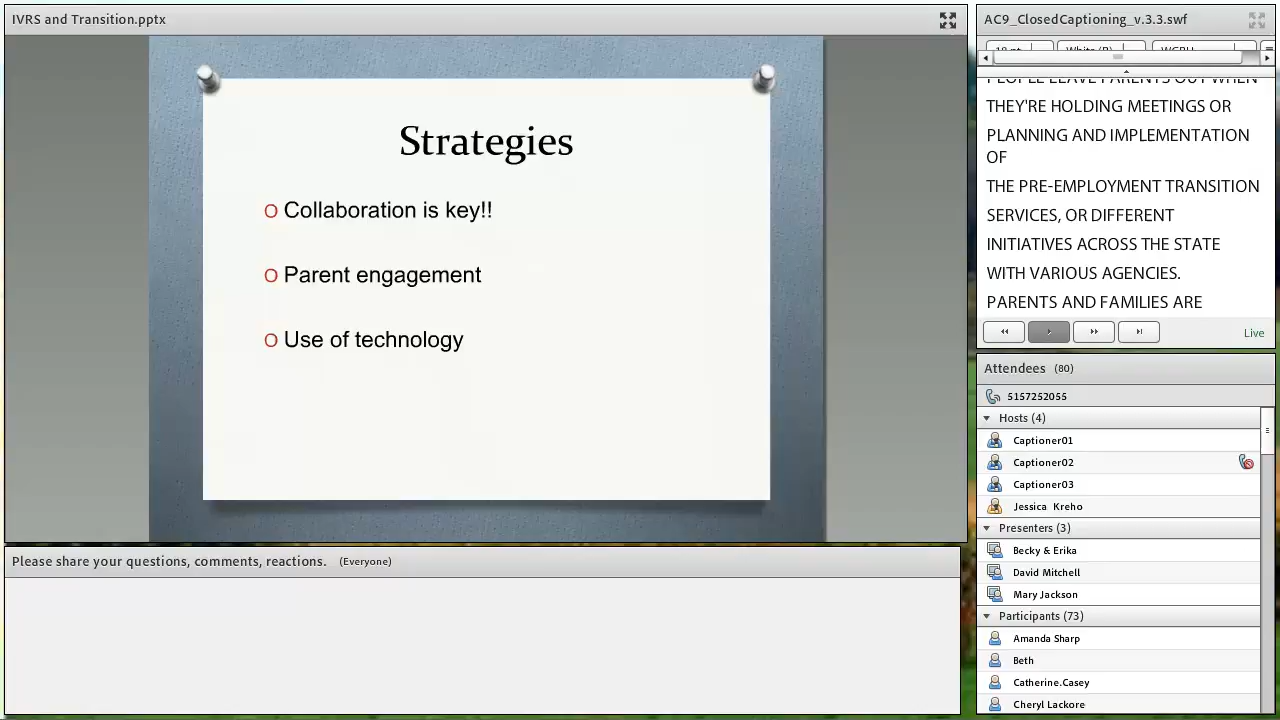 IVRS and Transition.pptx
Strategies
O Collaboration is key!!
O Parent engagement
O Use of technology
Please share your questions, comments, reactions. (Everyone)
AC9_ClosedCaptioning_v.3.3.swf
PEOPLE LEAVE PARENTS OUT WHEN
THEY'RE HOLDING MEETINGS OR
PLANNING AND IMPLEMENTATION
OF
THE PRE-EMPLOYMENT TRANSITION
SERVICES, OR DIFFERENT
INITIATIVES ACROSS THE STATE
WITH VARIOUS AGENCIES.
PARENTS AND FAMILIES ARE
Live
Attendees (80)
5157252055
Hosts (4)
Captioner01
Captioner02
Captioner03
Jessica Kreho
Presenters (3)
Becky & Erika
David Mitchell
Mary Jackson
Participants (73)
Amanda Sharp
Beth
Catherine.Casey
Cheryl Lackore